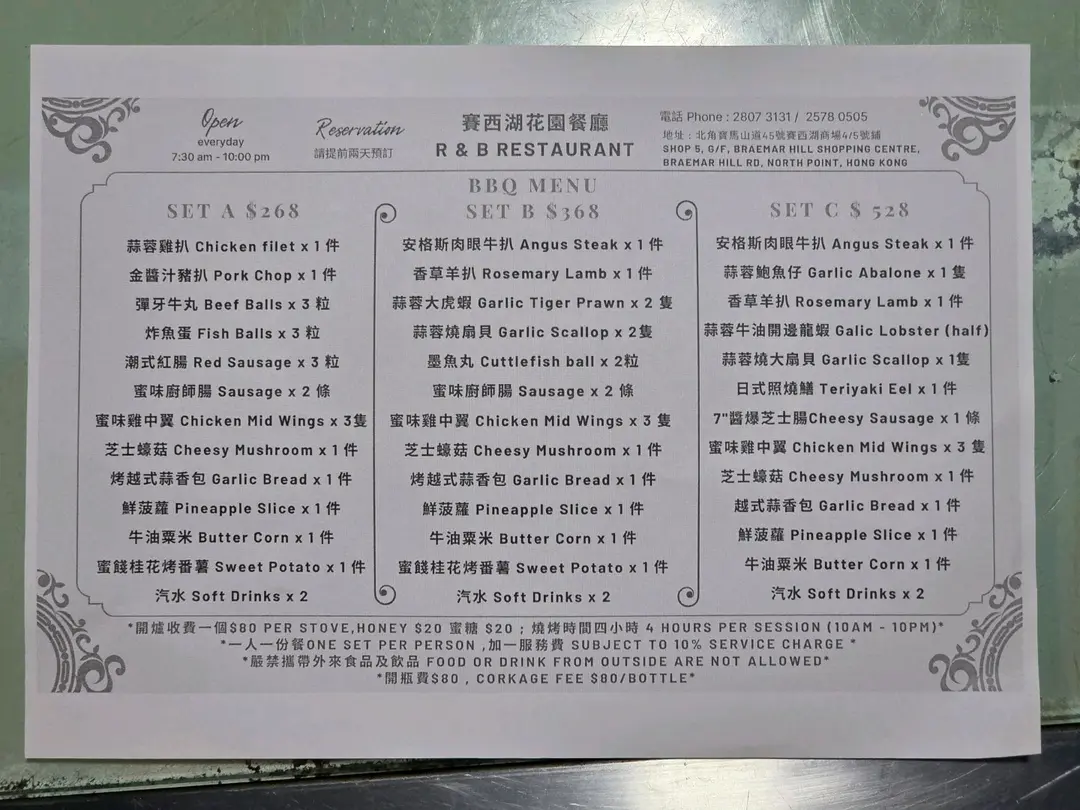 Open
everyday
7:30 am - 10:00 pm
Reservation
請提前兩天預訂
賽西湖花園餐廳
R & B RESTAURANT
電話 Phone : 2807 3131 / 2578 0505
地址：北角寶馬山道45號賽西湖商場4/5號鋪
SHOP 5, G/F, BRAEMAR HILL SHOPPING CENTRE,
BRAEMAR HILL RD, NORTH POINT, HONG KONG
BBQ MENU
SET A $268
蒜蓉雞扒 Chicken filet x 1 件
金醬汁豬扒 Pork Chop x 1 件
彈牙牛丸 Beef Balls x 3 粒
炸魚蛋 Fish Balls x 3 粒
潮式紅腸 Red Sausage x 3 粒
蜜味廚師腸 Sausage x 2 條
蜜味雞中翼 Chicken Mid Wings x 3隻
芝士蠔菇 Cheesy Mushroom x 1 件
烤越式蒜香包 Garlic Bread x 1 件
鮮菠蘿 Pineapple Slice x 1 件
牛油粟米 Butter Corn x 1 件
蜜餞桂花烤番薯 Sweet Potato x 1 件
汽水 Soft Drinks x 2
SET B $368
安格斯肉眼牛扒 Angus Steak x 1 件
香草羊扒 Rosemary Lamb x 1 件
蒜蓉大虎蝦 Garlic Tiger Prawn x 2 隻
蒜蓉燒扇貝 Garlic Scallop x 2隻
墨魚丸 Cuttlefish ball x 2粒
蜜味廚師腸 Sausage x 2 條
蜜味雞中翼 Chicken Mid Wings x 3 隻
芝士蠔菇 Cheesy Mushroom x 1 件
烤越式蒜香包 Garlic Bread x 1 件
鮮菠蘿 Pineapple Slice x 1 件
牛油粟米 Butter Corn x 1 件
蜜餞桂花烤番薯 Sweet Potato x 1 件
汽水 Soft Drinks x 2
SET C $ 528
安格斯肉眼牛扒 Angus Steak x 1 件
蒜蓉鮑魚仔 Garlic Abalone x 1 隻
香草羊扒 Rosemary Lamb x 1 件
蒜蓉牛油開邊龍蝦 Galic Lobster (half)
蒜蓉燒大扇貝 Garlic Scallop x 1隻
日式照燒鱔 Teriyaki Eel x 1 件
7"醬爆芝士腸Cheesy Sausage x 1 條
蜜味雞中翼 Chicken Mid Wings x 3 隻
芝士蠔菇 Cheesy Mushroom x 1 件
越式蒜香包 Garlic Bread x 1 件
鮮菠蘿 Pineapple Slice x 1 件
牛油粟米 Butter Corn x 1 件
汽水 Soft Drinks x 2
*開爐收費一個$80 PER STOVE,HONEY $20 蜜糖 $20 ; 燒烤時間四小時 4 HOURS PER SESSION (10AM - 10PM)*
*一人一份餐ONE SET PER PERSON ,加一服務費 SUBJECT TO 10% SERVICE CHARGE *
*嚴禁攜帶外來食品及飲品 FOOD OR DRINK FROM OUTSIDE ARE NOT ALLOWED*
*開瓶費$80 , CORKAGE FEE $80/BOTTLE*